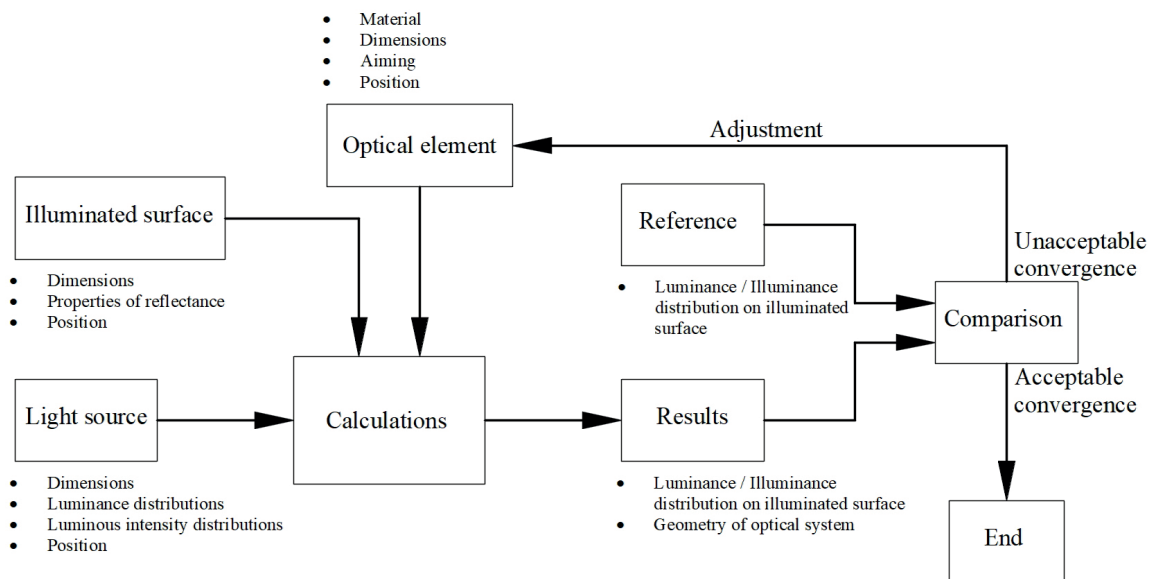 • Material
• Dimensions
• Aiming
• Position
Optical element
Adjustment
Illuminated surface
• Dimensions
• Properties of reflectance
• Position
Reference
• Luminance / Illuminance
distribution on illuminated
surface
Unacceptable
convergence
Comparison
Light source
• Dimensions
• Luminance distributions
• Luminous intensity distributions
• Position
Calculations
Results
• Luminance / Illuminance
distribution on illuminated surface
• Geometry of optical system
Acceptable
convergence
End